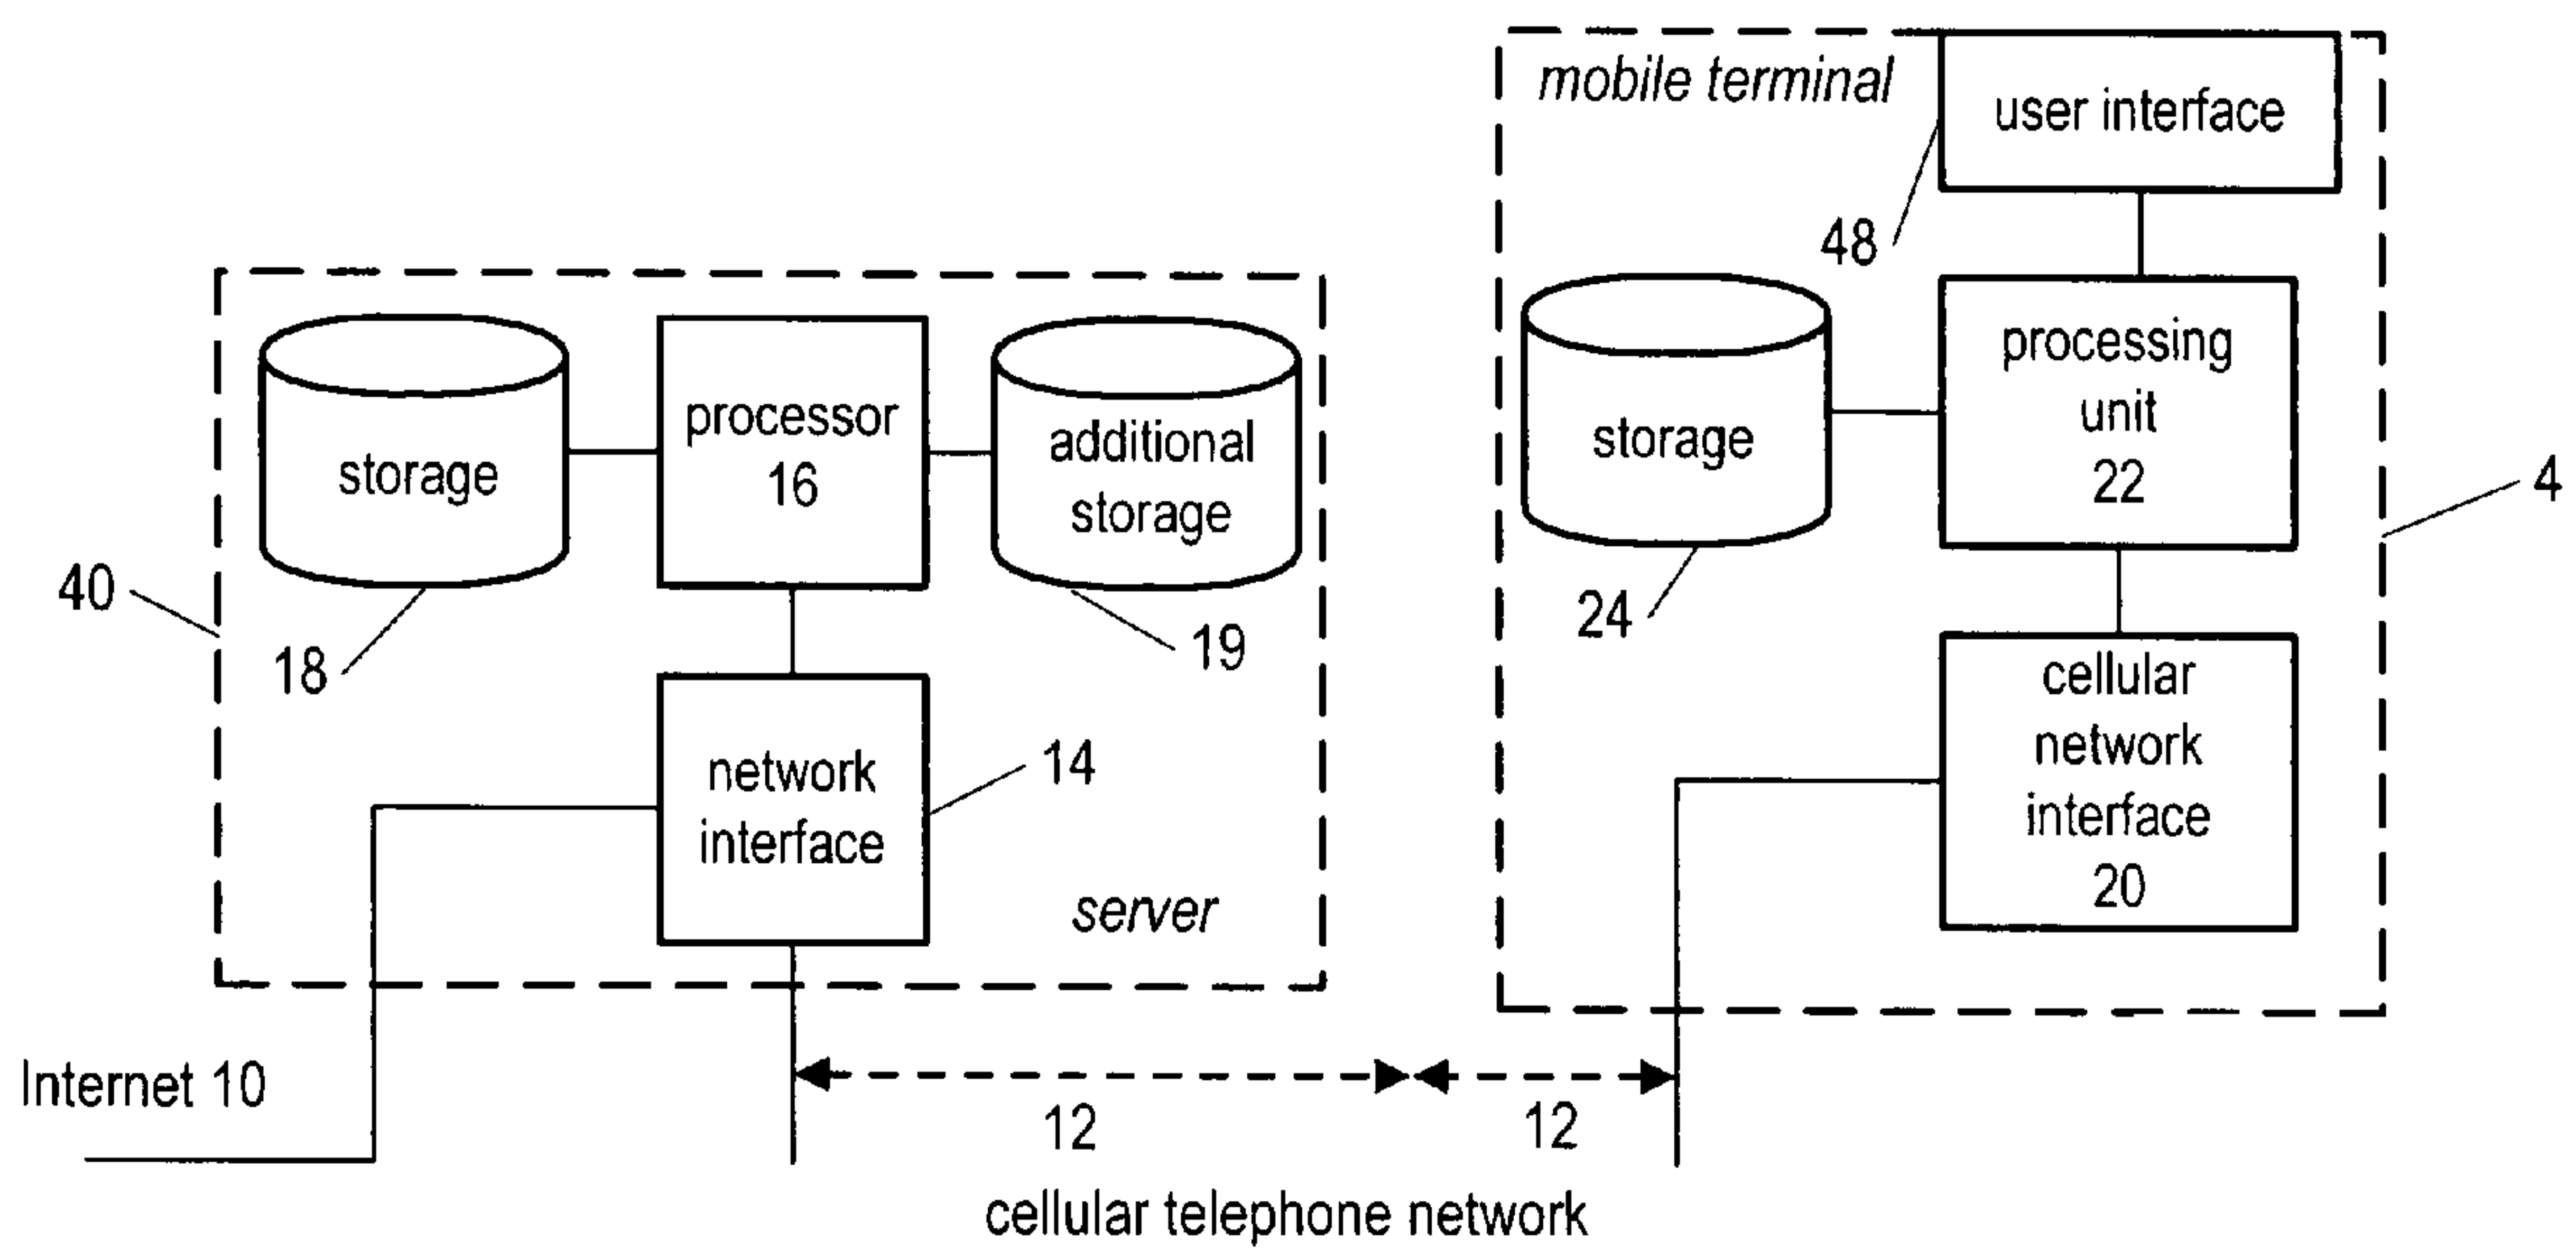 mobile terminal
user interface
48
processing
unit
22
storage
24
4
cellular
network
interface
20
storage
18
processor
16
additional
storage
19
40
network
interface
14
server
Internet 10
12
12
cellular telephone network